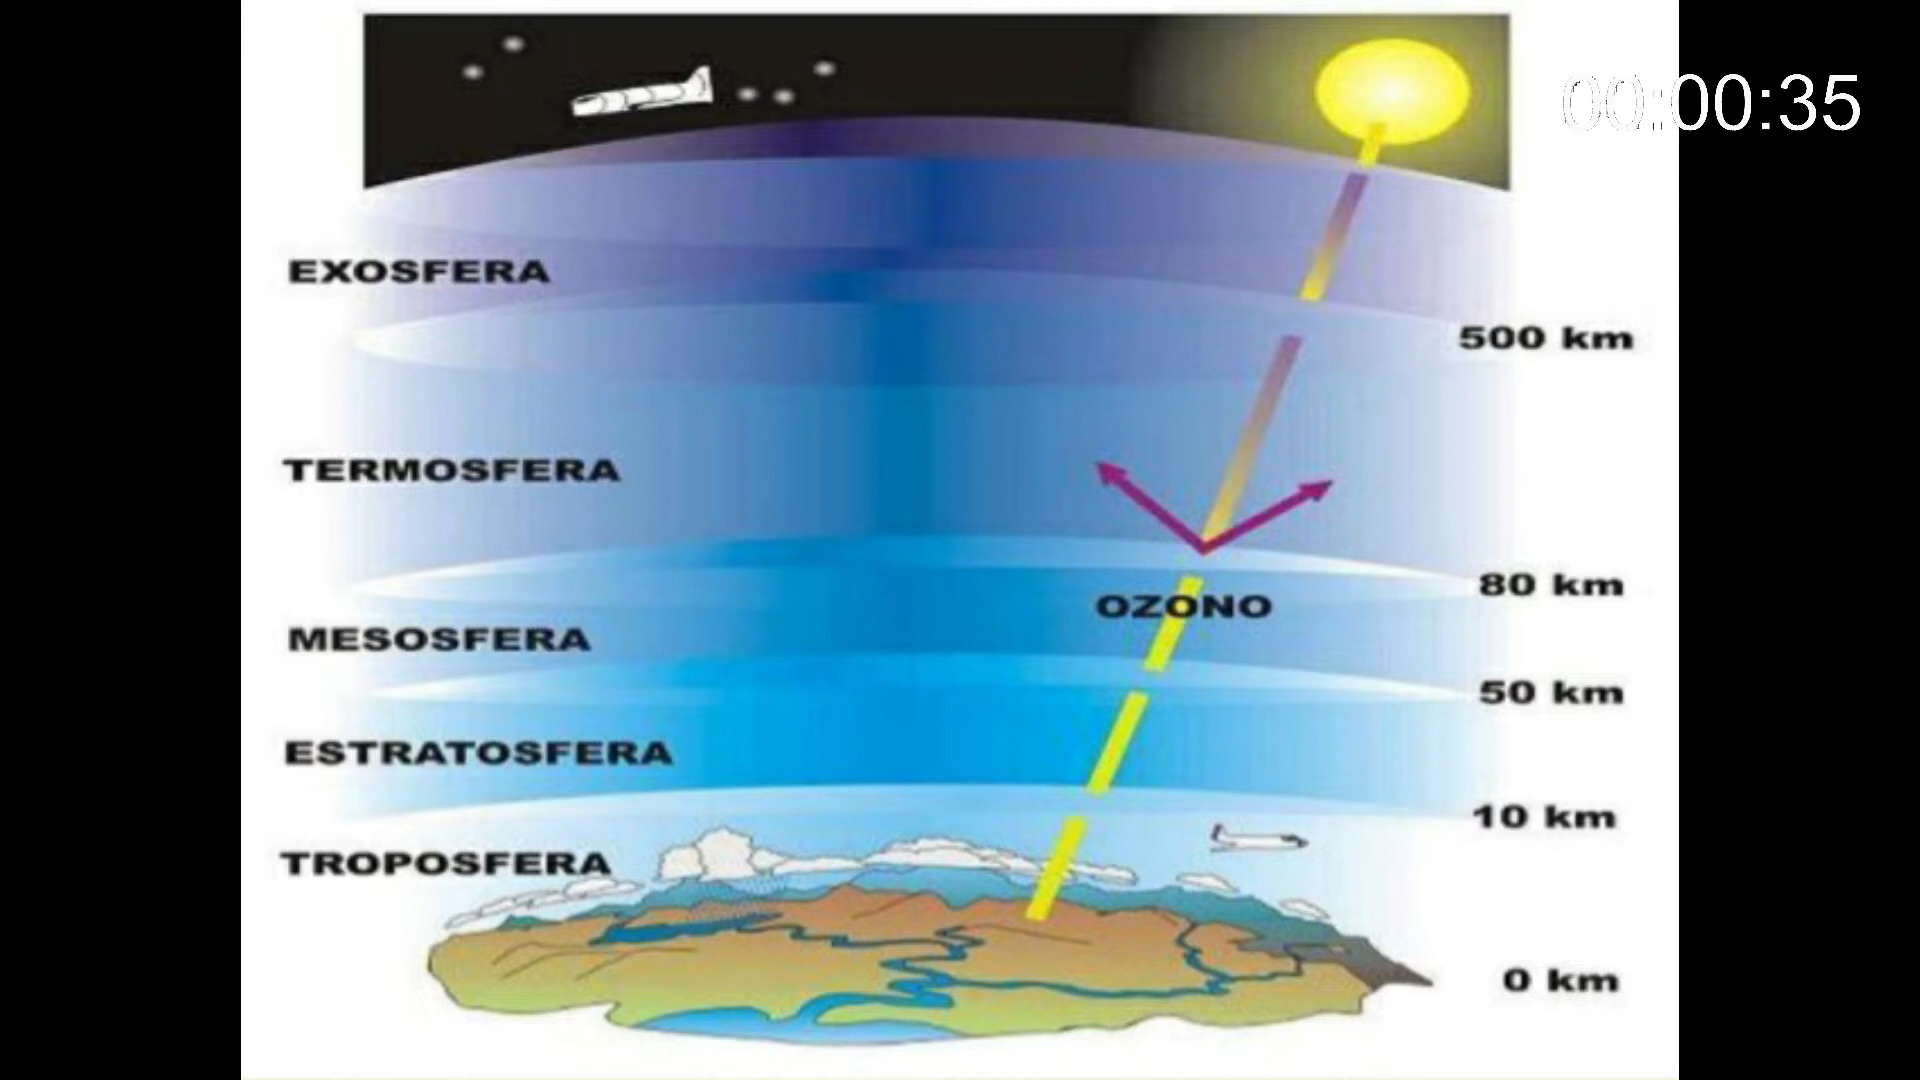 00:00:35
EXOSFERA
500 km
TERMOSFERA
80 km
OZONO
MESOSFERA
50 km
ESTRATOSFERA
10 km
TROPOSFERA
0 km